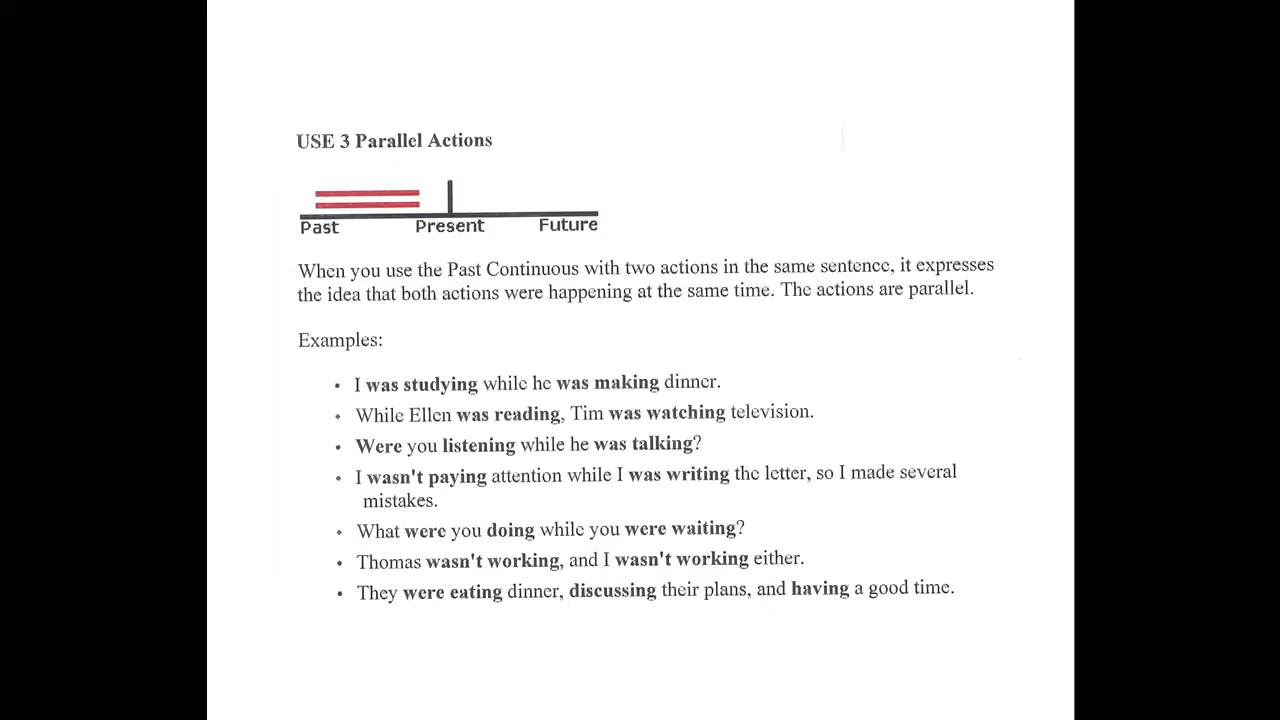 USE 3 Parallel Actions
Past Present Future
When you use the Past Continuous with two actions in the same sentence, it expresses
the idea that both actions were happening at the same time. The actions are parallel.
Examples:
• I was studying while he was making dinner.
• While Ellen was reading, Tim was watching television.
• Were you listening while he was talking?
• I wasn't paying attention while I was writing the letter, so I made several
mistakes.
• What were you doing while you were waiting?
• Thomas wasn't working, and I wasn't working either.
• They were eating dinner, discussing their plans, and having a good time.